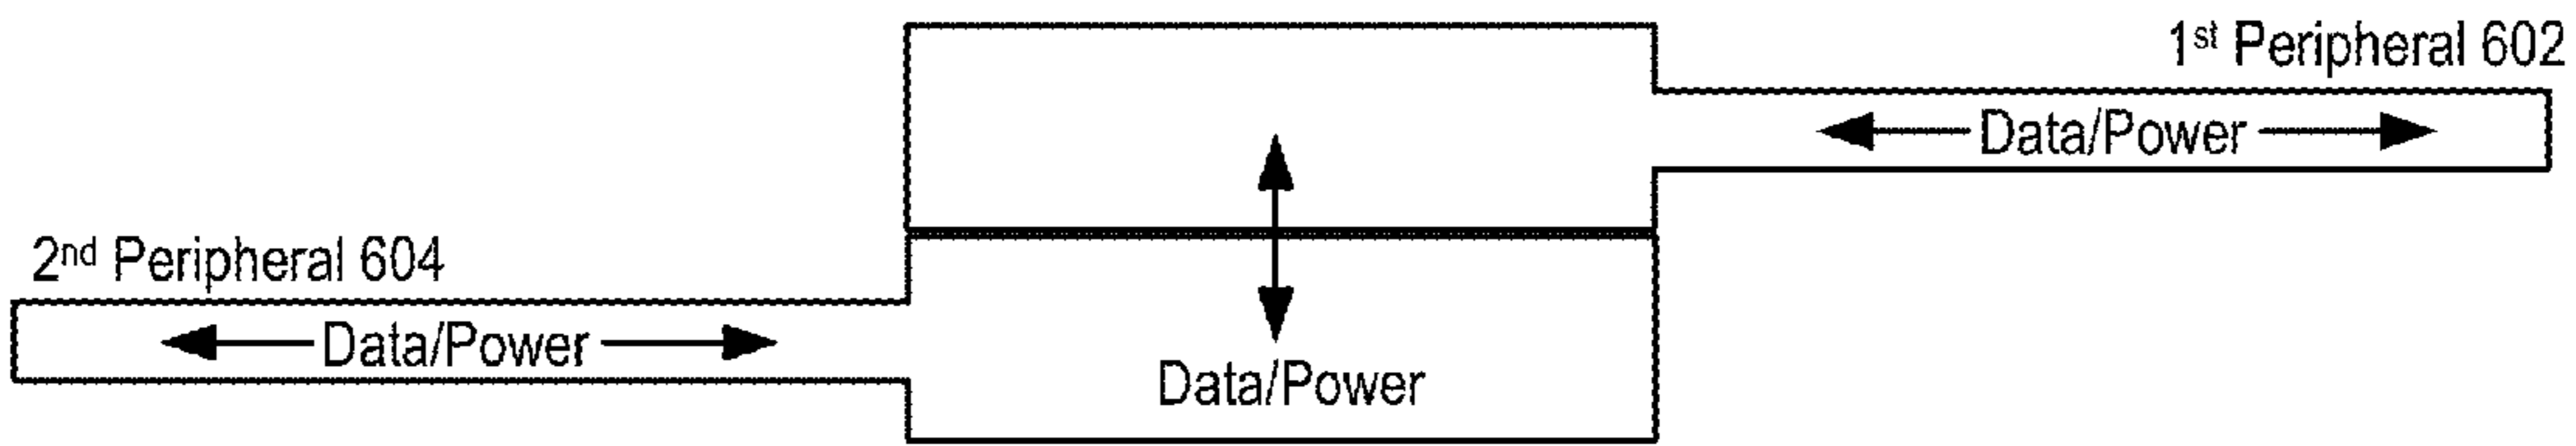 1st Peripheral 602
Data/Power
2nd Peripheral 604
Data/Power
Data/Power